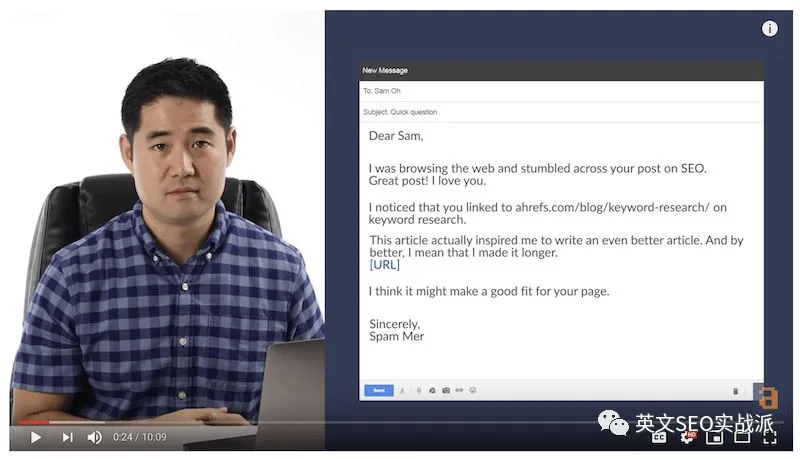 New Message
To: Sam Oh
Subject: Quick question
Dear Sam,
I was browsing the web and stumbled across your post on SEO.
Great post! I love you.
I noticed that you linked to ahrefs.com/blog/keyword-research/ on
keyword research.
This article actually inspired me to write an even better article. And by
better, I mean that I made it longer.
[URL]
I think it might make a good fit for your page.
Sincerely,
Spam Mer
Send
a
英文SEO实战派
0:24 / 10:09
CC
HD